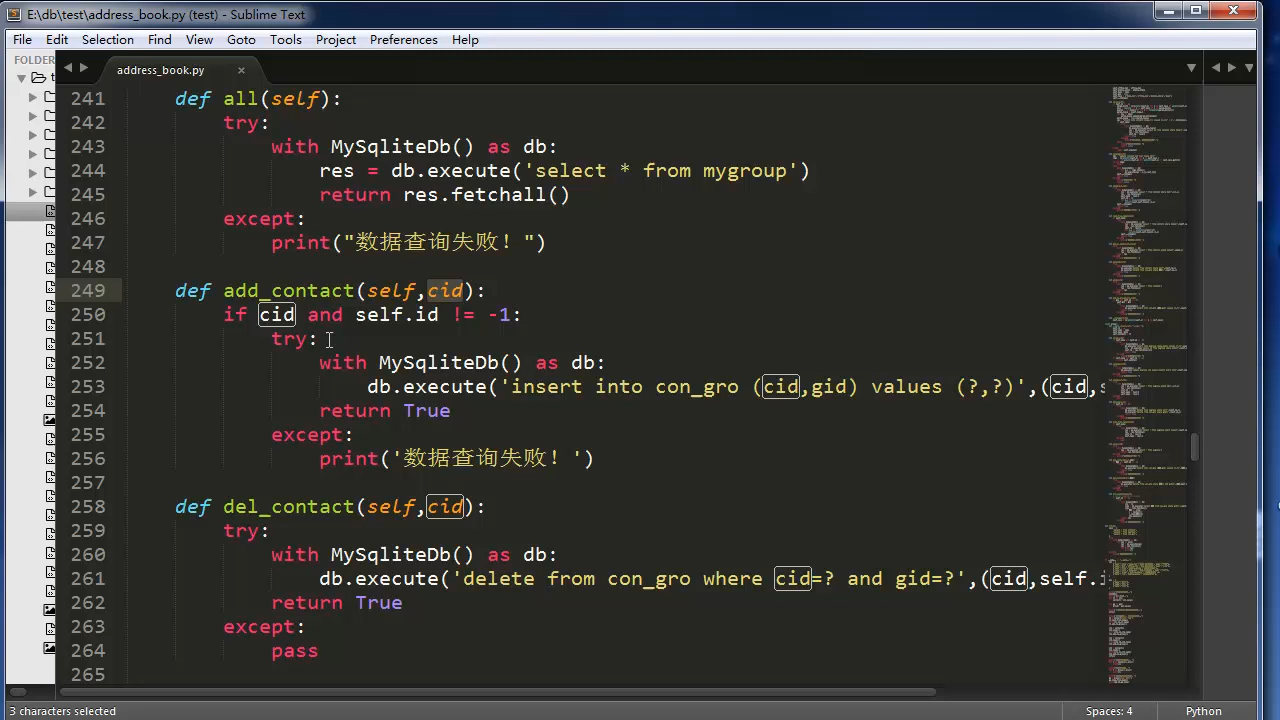 E:\db\test\address_book.py (test) - Sublime Text
File Edit Selection Find View Goto Tools Project Preferences Help
FOLDER
address_book.py
241 def all(self):
242 try:
243 with MySqliteDb() as db:
244 res = db.execute('select * from mygroup')
245 return res.fetchall()
246 except:
247 print("数据查询失败！")
248
249 def add_contact(self,cid):
250 if cid and self.id != -1:
251 try:
252 with MySqliteDb() as db:
253 db.execute('insert into con_gro (cid,gid) values (?,?)',(cid,s
254 return True
255 except:
256 print('数据查询失败！')
257
258 def del_contact(self,cid):
259 try:
260 with MySqliteDb() as db:
261 db.execute('delete from con_gro where cid=? and gid=?',(cid,self.i
262 return True
263 except:
264 pass
265
3 characters selected
Spaces: 4
Python